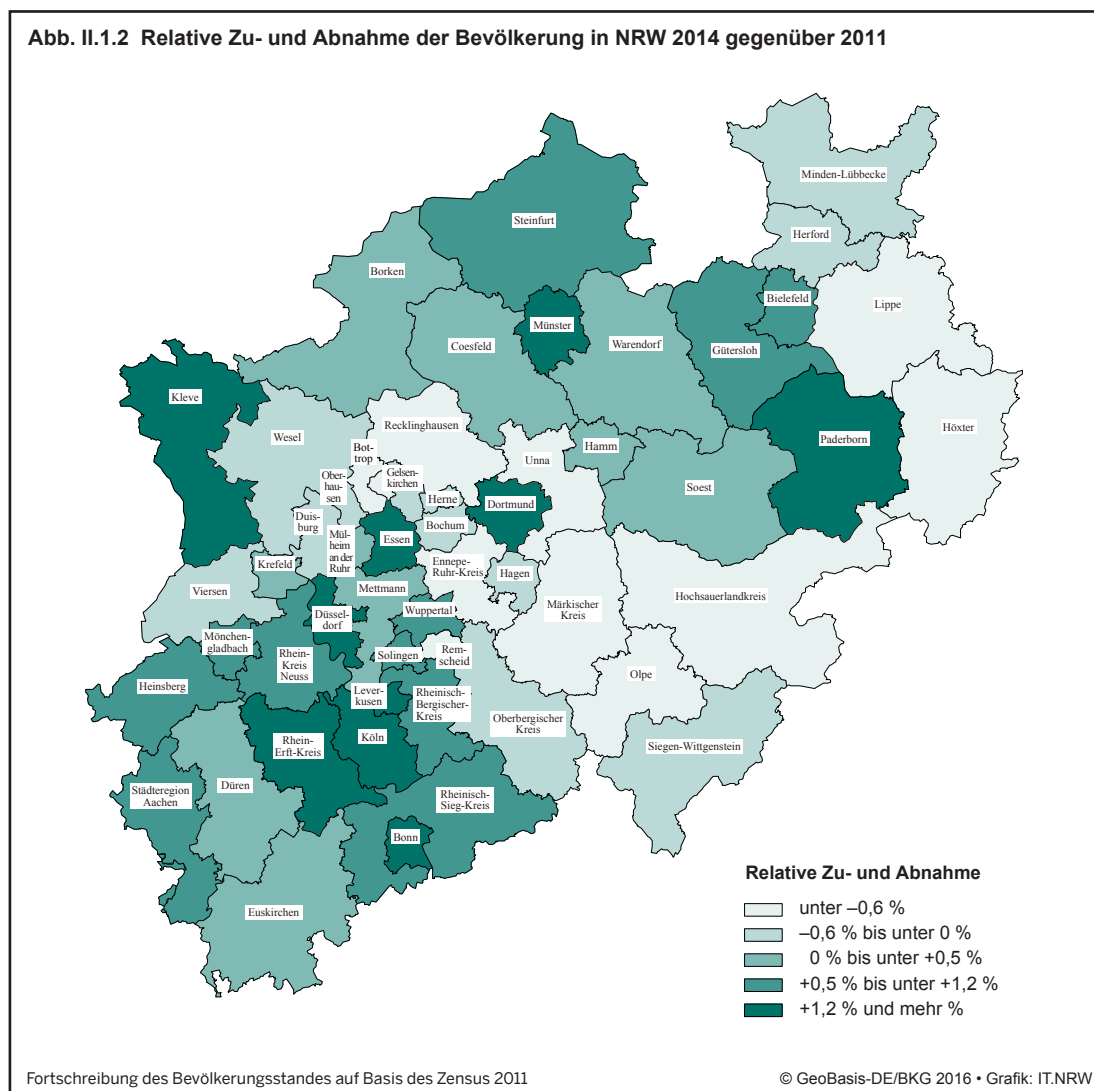 Abb. II.1.2 Relative Zu- und Abnahme der Bevölkerung in NRW 2014 gegenüber 2011
Minden-Lübbecke
Steinfurt
Herford
Borken
Bielefeld
Lippe
Münster
Coesfeld
Warendorf
Gütersloh
Kleve
Recklinghausen
Paderborn
Höxter
Wesel
Bot-
trop
Hamm
Unna
Gelsen-
kirchen
Ober-
hau-
sen
Soest
Herne
Dortmund
Duis-
burg
Bochum
Essen
Mülheim
an der
Ruhr
Ennepe-
Ruhr-Kreis
Hagen
Krefeld
Viersen
Mettmann
Hochsauerlandkreis
Märkischer
Kreis
Wuppertal
Düssel-
dorf
Mönchen-
gladbach
Solingen
Rem-
scheid
Rhein-
Kreis
Neuss
Olpe
Heinsberg
Lever-
kusen
Rheinisch-
Bergischer-
Kreis
Oberbergischer
Kreis
Köln
Siegen-Wittgenstein
Rhein-
Erft-Kreis
Düren
Städteregion
Aachen
Rheinisch-
Sieg-Kreis
Bonn
Euskirchen
Relative Zu- und Abnahme
unter –0,6 %
–0,6 % bis unter 0 %
0 % bis unter +0,5 %
+0,5 % bis unter +1,2 %
+1,2 % und mehr %
Fortschreibung des Bevölkerungsstandes auf Basis des Zensus 2011
© GeoBasis-DE/BKG 2016 • Grafik: IT.NRW